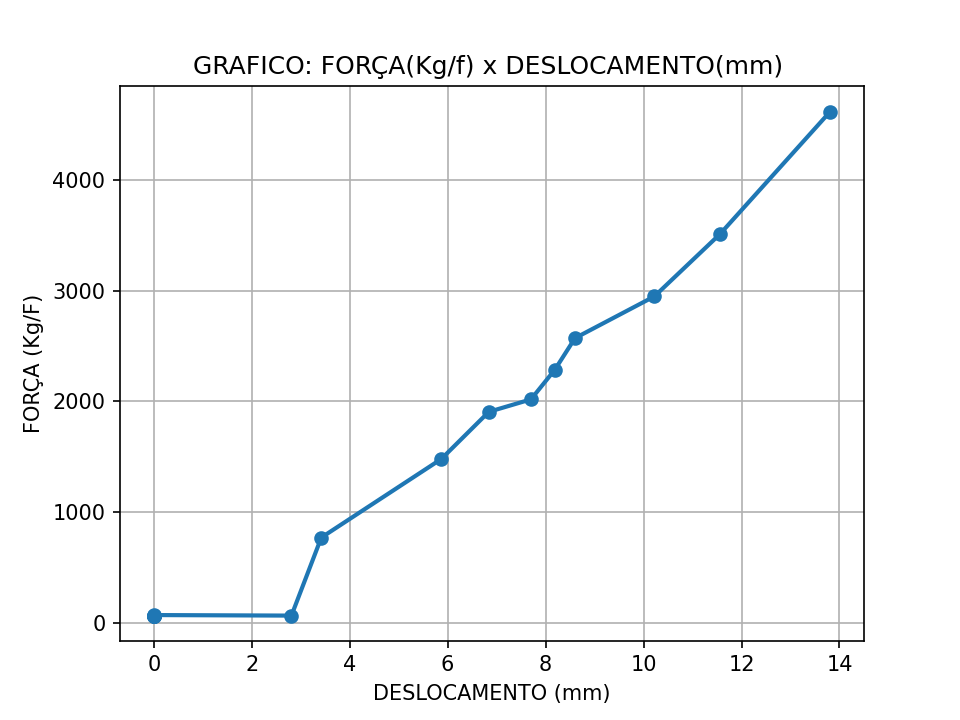 GRAFICO: FORÇA(Kg/f) x DESLOCAMENTO(mm)
FORÇA (Kg/F)
4000
3000
2000
1000
0
0 2 4 6 8 10 12 14
DESLOCAMENTO (mm)